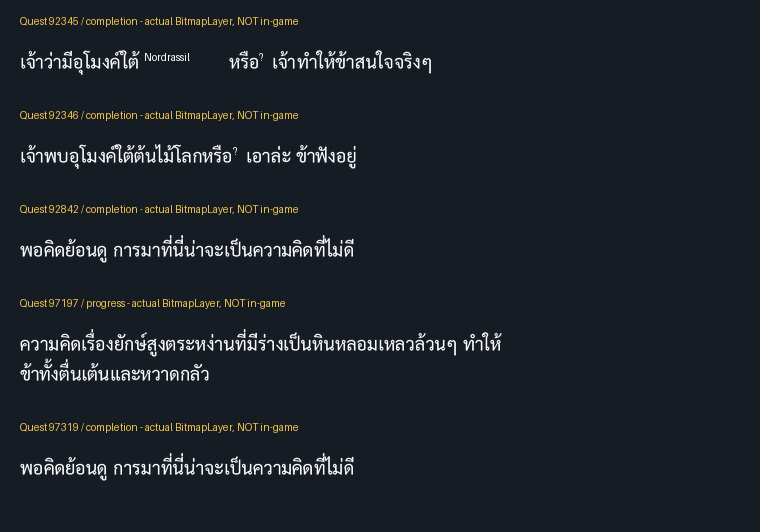 Quest 92345 / completion - actual BitmapLayer, NOT in-game
เจ้าว่ามีอุโมงค์ใต้ Nordrassil หรือ? เจ้าทำให้ข้าสนใจจริงๆ
Quest 92346 / completion - actual BitmapLayer, NOT in-game
เจ้าพบอุโมงค์ใต้ต้นไม้โลกหรือ? เอาล่ะ ข้าฟังอยู่
Quest 92842 / completion - actual BitmapLayer, NOT in-game
พอคิดย้อนดู การมาที่นี่น่าจะเป็นความคิดที่ไม่ดี
Quest 97197 / progress - actual BitmapLayer, NOT in-game
ความคิดเรื่องยักษ์สูงตระหง่านที่มีร่างเป็นหินหลอมเหลวล้วนๆ ทำให้
ข้าทั้งตื่นเต้นและหวาดกลัว
Quest 97319 / completion - actual BitmapLayer, NOT in-game
พอคิดย้อนดู การมาที่นี่น่าจะเป็นความคิดที่ไม่ดี